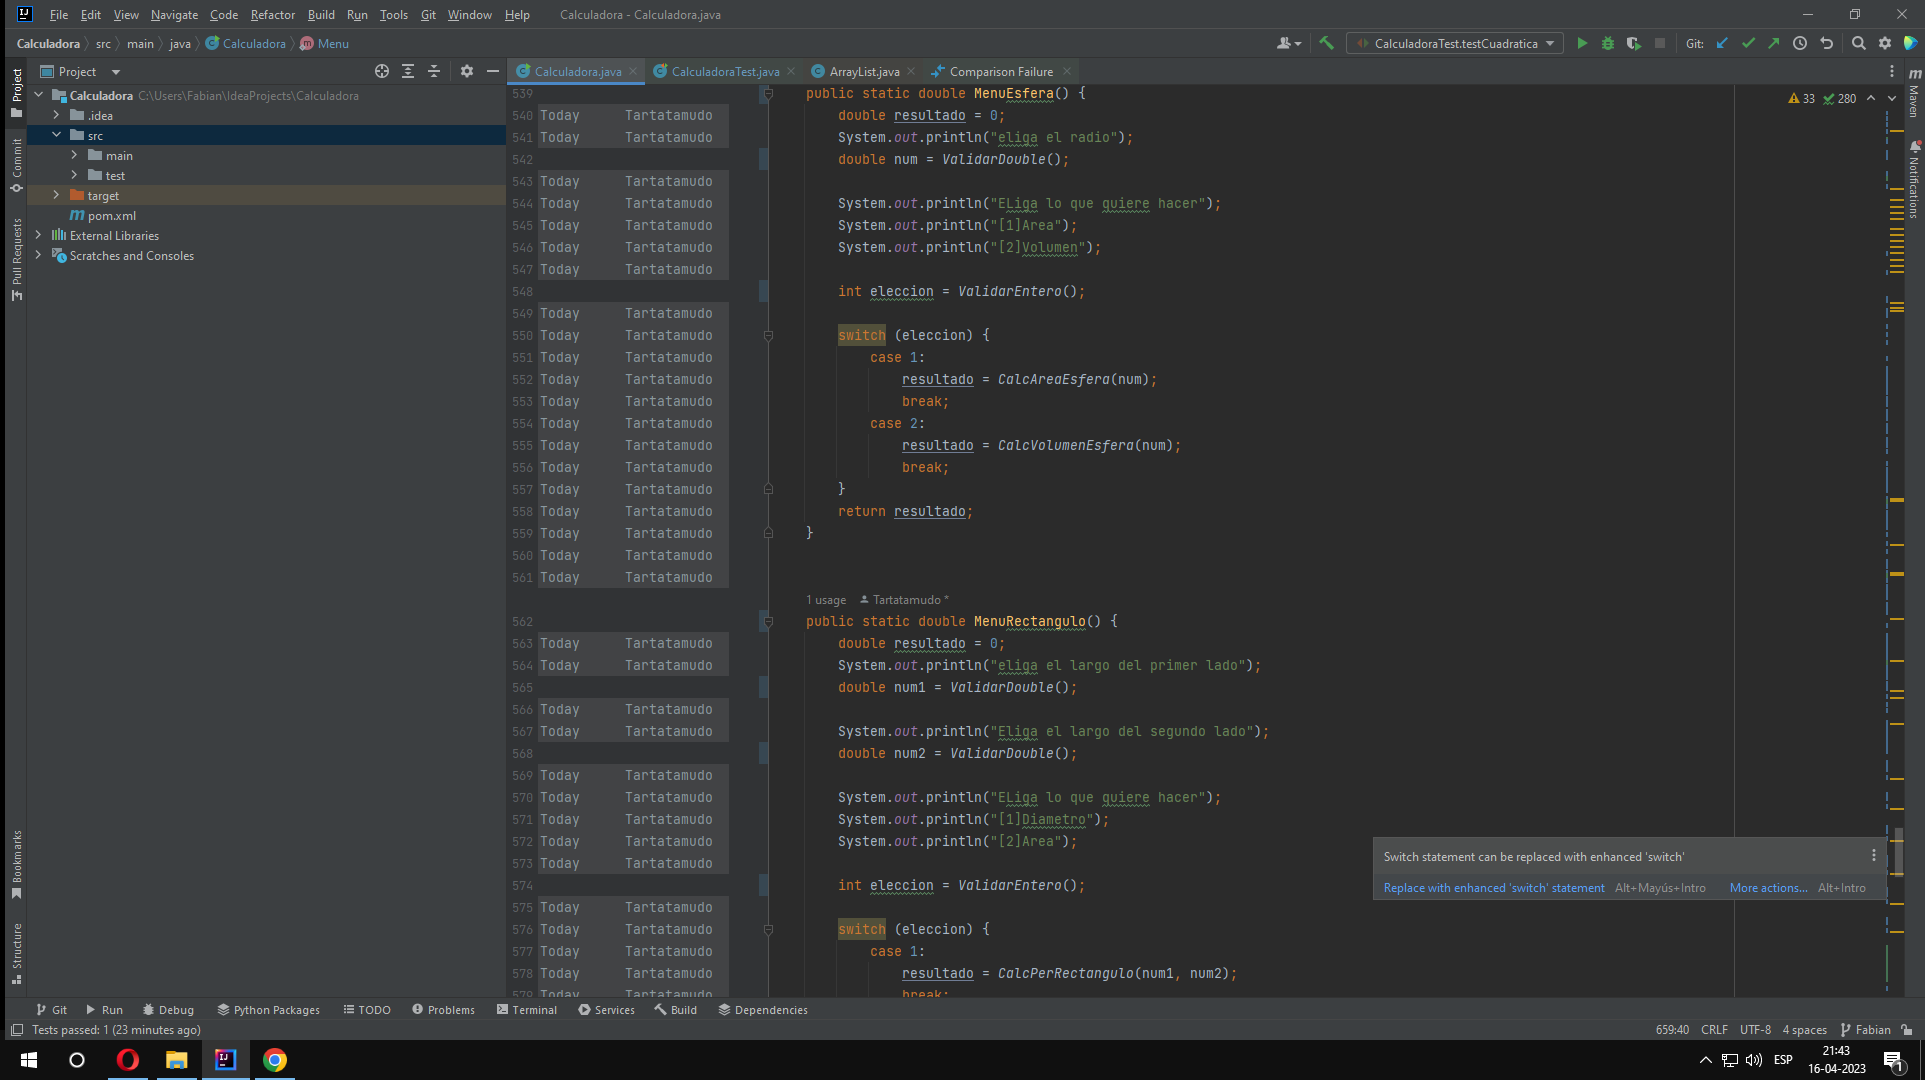 File Edit View Navigate Code Refactor Build Run Tools Git Window Help Calculadora - Calculadora.java
Calculadora src main java Calculadora m Menu CalculadoraTest.testCuadratica Git:
Project Calculadora.java CalculadoraTest.java ArrayList.java Comparison Failure
Calculadora C:\Users\Fabian\IdeaProjects\Calculadora
.idea
src
main
test
target
pom.xml
External Libraries
Scratches and Consoles
Project
Commit
Pull Requests
Bookmarks
Structure
Maven
Notifications
33 280
539 public static double MenuEsfera() {
540 Today Tartatamudo double resultado = 0;
541 Today Tartatamudo System.out.println("eliga el radio");
542 double num = ValidarDouble();
543 Today Tartatamudo
544 Today Tartatamudo System.out.println("ELiga lo que quiere hacer");
545 Today Tartatamudo System.out.println("[1]Area");
546 Today Tartatamudo System.out.println("[2]Volumen");
547 Today Tartatamudo
548 int eleccion = ValidarEntero();
549 Today Tartatamudo
550 Today Tartatamudo switch (eleccion) {
551 Today Tartatamudo case 1:
552 Today Tartatamudo resultado = CalcAreaEsfera(num);
553 Today Tartatamudo break;
554 Today Tartatamudo case 2:
555 Today Tartatamudo resultado = CalcVolumenEsfera(num);
556 Today Tartatamudo break;
557 Today Tartatamudo }
558 Today Tartatamudo return resultado;
559 Today Tartatamudo }
560 Today Tartatamudo
561 Today Tartatamudo
1 usage Tartatamudo *
562 public static double MenuRectangulo() {
563 Today Tartatamudo double resultado = 0;
564 Today Tartatamudo System.out.println("eliga el largo del primer lado");
565 double num1 = ValidarDouble();
566 Today Tartatamudo
567 Today Tartatamudo System.out.println("Eliga el largo del segundo lado");
568 double num2 = ValidarDouble();
569 Today Tartatamudo
570 Today Tartatamudo System.out.println("ELiga lo que quiere hacer");
571 Today Tartatamudo System.out.println("[1]Diametro");
572 Today Tartatamudo System.out.println("[2]Area");
573 Today Tartatamudo
574 int eleccion = ValidarEntero();
575 Today Tartatamudo
576 Today Tartatamudo switch (eleccion) {
577 Today Tartatamudo case 1:
578 Today Tartatamudo resultado = CalcPerRectangulo(num1, num2);
579 Today Tartatamudo break;
Switch statement can be replaced with enhanced 'switch'
Replace with enhanced 'switch' statement Alt+Mayús+Intro More actions... Alt+Intro
Git Run Debug Python Packages TODO Problems Terminal Services Build Dependencies
Tests passed: 1 (23 minutes ago) 659:40 CRLF UTF-8 4 spaces Fabian
ESP 21:43
16-04-2023
1